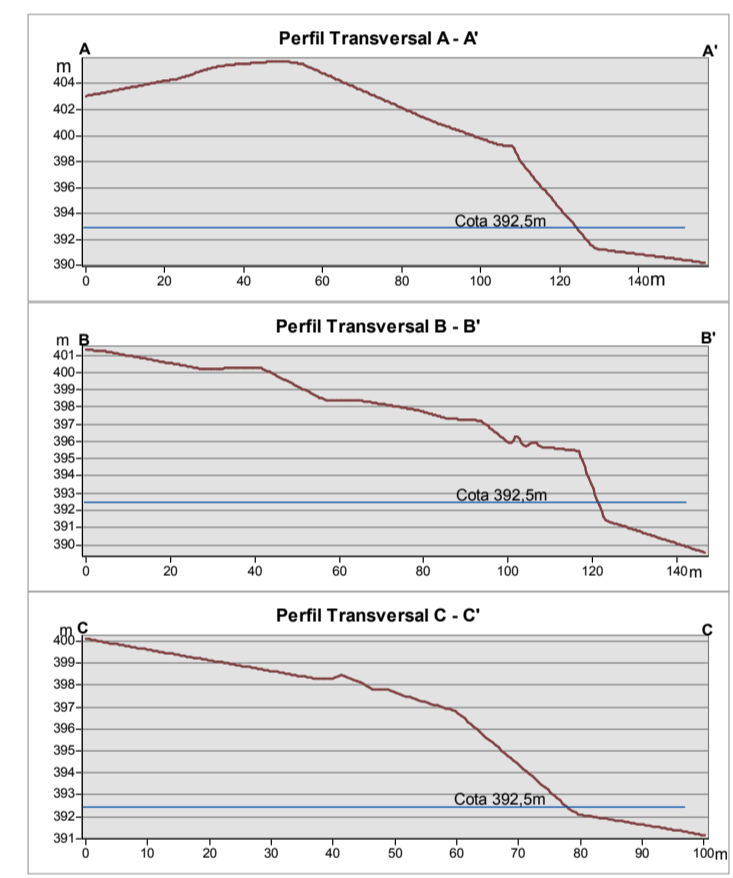 Perfil Transversal A - A'
A
A'
m
404
402
400
398
396
394
392
390
Cota 392,5m
0 20 40 60 80 100 120 140m
Perfil Transversal B - B'
m B
B'
401
400
399
398
397
396
395
394
393
392
391
390
Cota 392,5m
0 20 40 60 80 100 120 140m
Perfil Transversal C - C'
m C
C
400
399
398
397
396
395
394
393
392
391
Cota 392,5m
0 10 20 30 40 50 60 70 80 90 100m